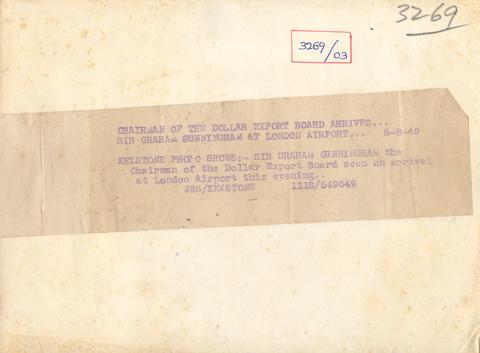 3269
3269/03
CHAIRMAN OF THE DOLLAR EXPORT BOARD ARRIVES...
SIR GRAHAM CUNNINGHAM AT LONDON AIRPORT... 5-8-49
KEYSTONE PHOTO SHOWS:- SIR GRAHAM CUNNINGHAM the
Chairman of the Dollar Export Board seen on arrival
at London Airport this evening..
JSS/KEYSTONE 1118/549649